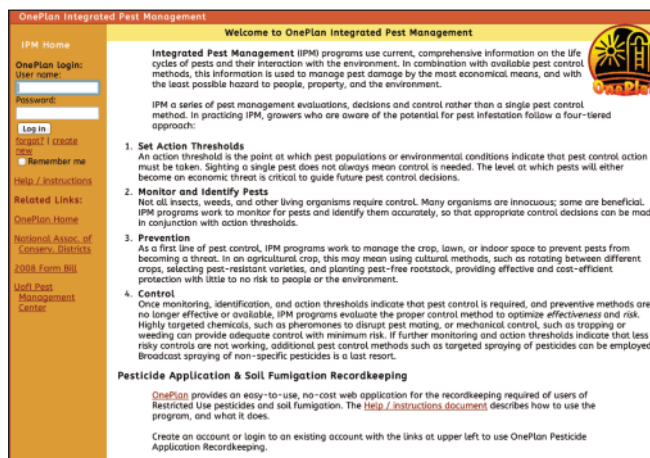 OnePlan Integrated Pest Management
Welcome to OnePlan Integrated Pest Management
IPM Home
OnePlan login:
User name:
Password:
Log in
forgot? | create
new
Remember me
Help / instructions
Related Links:
OnePlan Home
National Assoc. of
Conserv. Districts
2008 Farm Bill
UofI Pest
Management
Center
OnePlan
Integrated Pest Management (IPM) programs use current, comprehensive information on the life
cycles of pests and their interaction with the environment. In combination with available pest control
methods, this information is used to manage pest damage by the most economical means, and with
the least possible hazard to people, property, and the environment.
IPM a series of pest management evaluations, decisions and control rather than a single pest control
method. In practicing IPM, growers who are aware of the potential for pest infestation follow a four-tiered
approach:
1. Set Action Thresholds
An action threshold is the point at which pest populations or environmental conditions indicate that pest control action
must be taken. Sighting a single pest does not always mean control is needed. The level at which pests will either
become an economic threat is critical to guide future pest control decisions.
2. Monitor and Identify Pests
Not all insects, weeds, and other living organisms require control. Many organisms are innocuous; some are beneficial.
IPM programs work to monitor for pests and identify them accurately, so that appropriate control decisions can be mad
in conjunction with action thresholds.
3. Prevention
As a first line of pest control, IPM programs work to manage the crop, lawn, or indoor space to prevent pests from
becoming a threat. In an agricultural crop, this may mean using cultural methods, such as rotating between different
crops, selecting pest-resistant varieties, and planting pest-free rootstock, providing effective and cost-efficient
protection with little to no risk to people or the environment.
4. Control
Once monitoring, identification, and action thresholds indicate that pest control is required, and preventive methods are
no longer effective or available, IPM programs evaluate the proper control method to optimize effectiveness and risk.
Highly targeted chemicals, such as pheromones to disrupt pest mating, or mechanical control, such as trapping or
weeding can provide adequate control with minimum risk. If further monitoring and action thresholds indicate that less
risky controls are not working, additional pest control methods such as targeted spraying of pesticides can be employed
Broadcast spraying of non-specific pesticides is a last resort.
Pesticide Application & Soil Fumigation Recordkeeping
OnePlan provides an easy-to-use, no-cost web application for the recordkeeping required of users of
Restricted Use pesticides and soil fumigation. The Help / instructions document describes how to use the
program, and what it does.
Create an account or login to an existing account with the links at upper left to use OnePlan Pesticide
Application Recordkeeping.